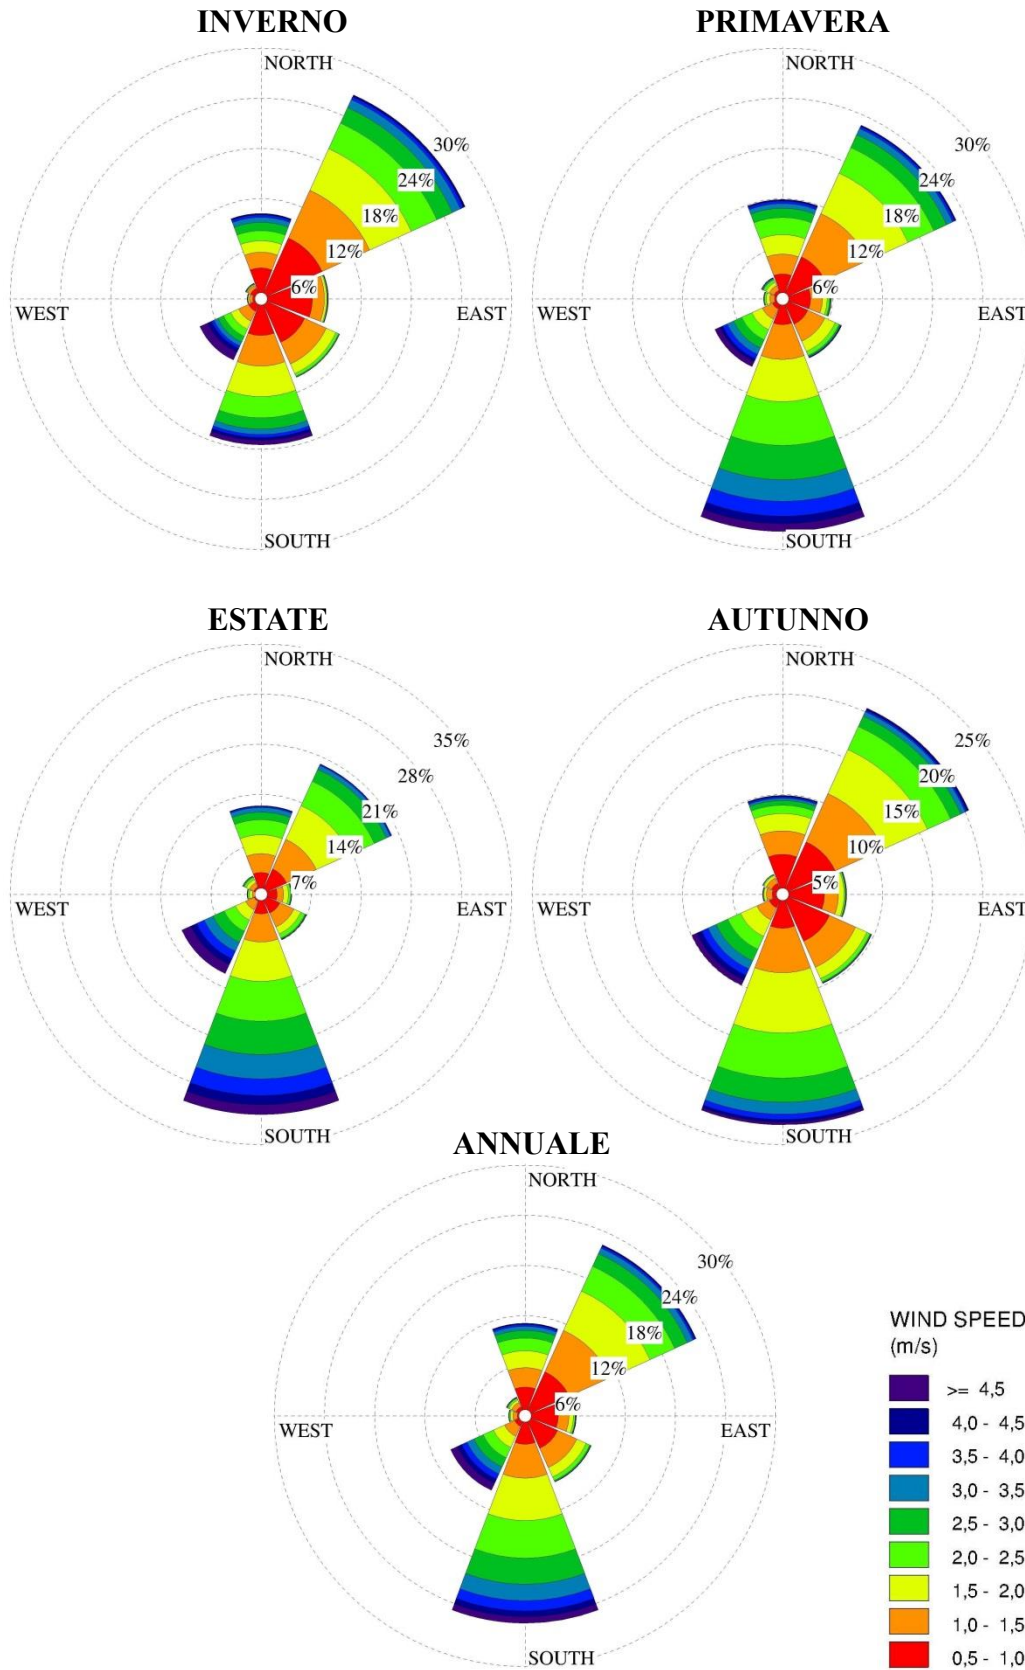 INVERNO
NORTH
30%
24%
18%
12%
6%
WEST
EAST
SOUTH
PRIMAVERA
NORTH
30%
24%
18%
12%
6%
WEST
EAST
SOUTH
ESTATE
NORTH
35%
28%
21%
14%
7%
WEST
EAST
SOUTH
AUTUNNO
NORTH
25%
20%
15%
10%
5%
WEST
EAST
SOUTH
ANNUALE
NORTH
30%
24%
18%
12%
6%
WEST
EAST
SOUTH
WIND SPEED
(m/s)
>= 4,5
4,0 - 4,5
3,5 - 4,0
3,0 - 3,5
2,5 - 3,0
2,0 - 2,5
1,5 - 2,0
1,0 - 1,5
0,5 - 1,0